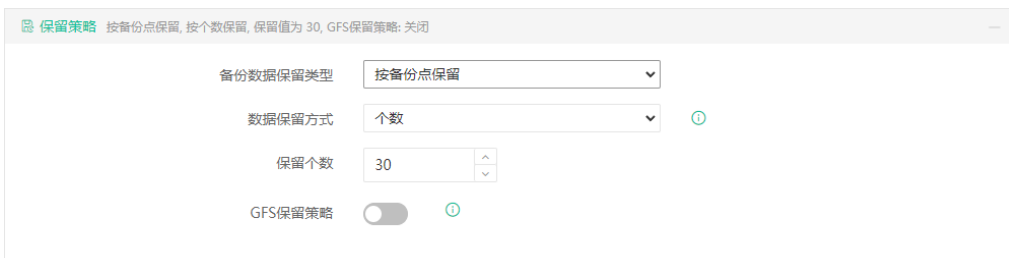 保留策略 按备份点保留, 按个数保留, 保留值为 30, GFS保留策略: 关闭
备份数据保留类型 按备份点保留
数据保留方式 个数
保留个数 30
GFS保留策略